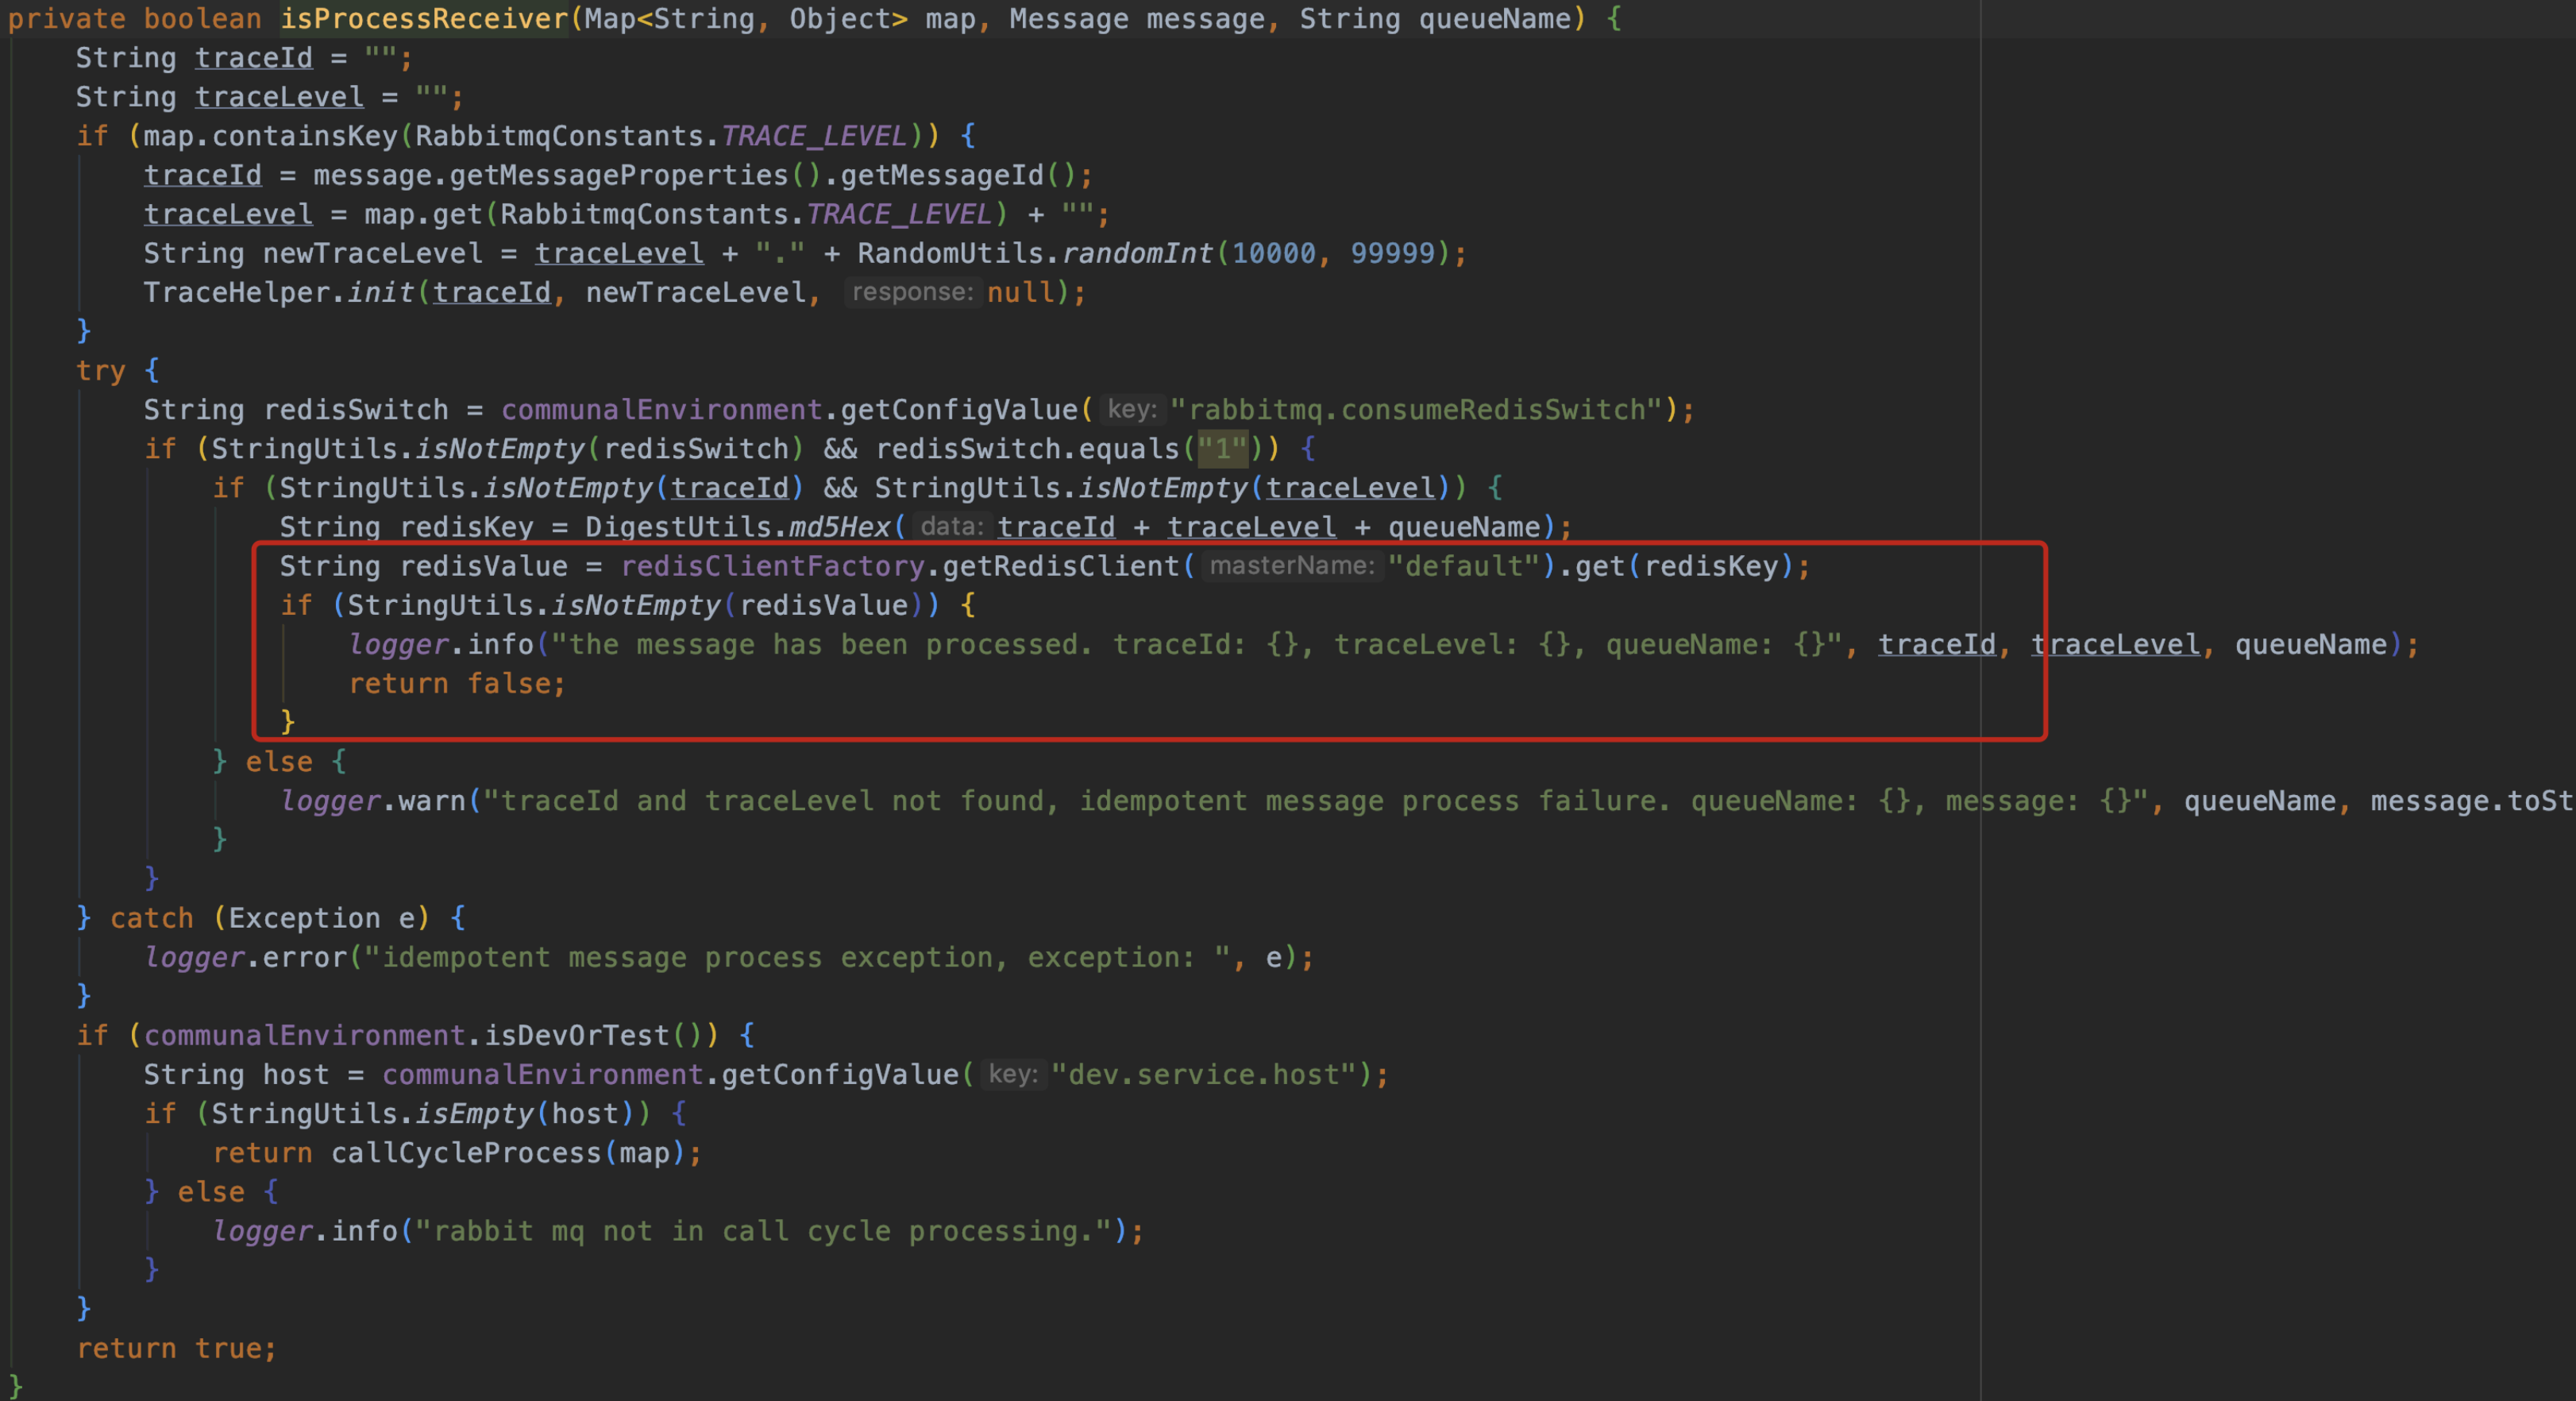 private boolean isProcessReceiver(Map<String, Object> map, Message message, String queueName) {
String traceId = "";
String traceLevel = "";
if (map.containsKey(RabbitmqConstants.TRACE_LEVEL)) {
traceId = message.getMessageProperties().getMessageId();
traceLevel = map.get(RabbitmqConstants.TRACE_LEVEL) + "";
String newTraceLevel = traceLevel + "." + RandomUtils.randomInt(10000, 99999);
TraceHelper.init(traceId, newTraceLevel, response: null);
}
try {
String redisSwitch = communalEnvironment.getConfigValue( key: "rabbitmq.consumeRedisSwitch");
if (StringUtils.isNotEmpty(redisSwitch) && redisSwitch.equals("1")) {
if (StringUtils.isNotEmpty(traceId) && StringUtils.isNotEmpty(traceLevel)) {
String redisKey = DigestUtils.md5Hex( data: traceId + traceLevel + queueName);
String redisValue = redisClientFactory.getRedisClient( masterName: "default").get(redisKey);
if (StringUtils.isNotEmpty(redisValue)) {
logger.info("the message has been processed. traceId: {}, traceLevel: {}, queueName: {}", traceId, traceLevel, queueName);
return false;
}
} else {
logger.warn("traceId and traceLevel not found, idempotent message process failure. queueName: {}, message: {}", queueName, message.toSt
}
}
} catch (Exception e) {
logger.error("idempotent message process exception, exception: ", e);
}
if (communalEnvironment.isDevOrTest()) {
String host = communalEnvironment.getConfigValue( key: "dev.service.host");
if (StringUtils.isEmpty(host)) {
return callCycleProcess(map);
} else {
logger.info("rabbit mq not in call cycle processing.");
}
}
return true;
}